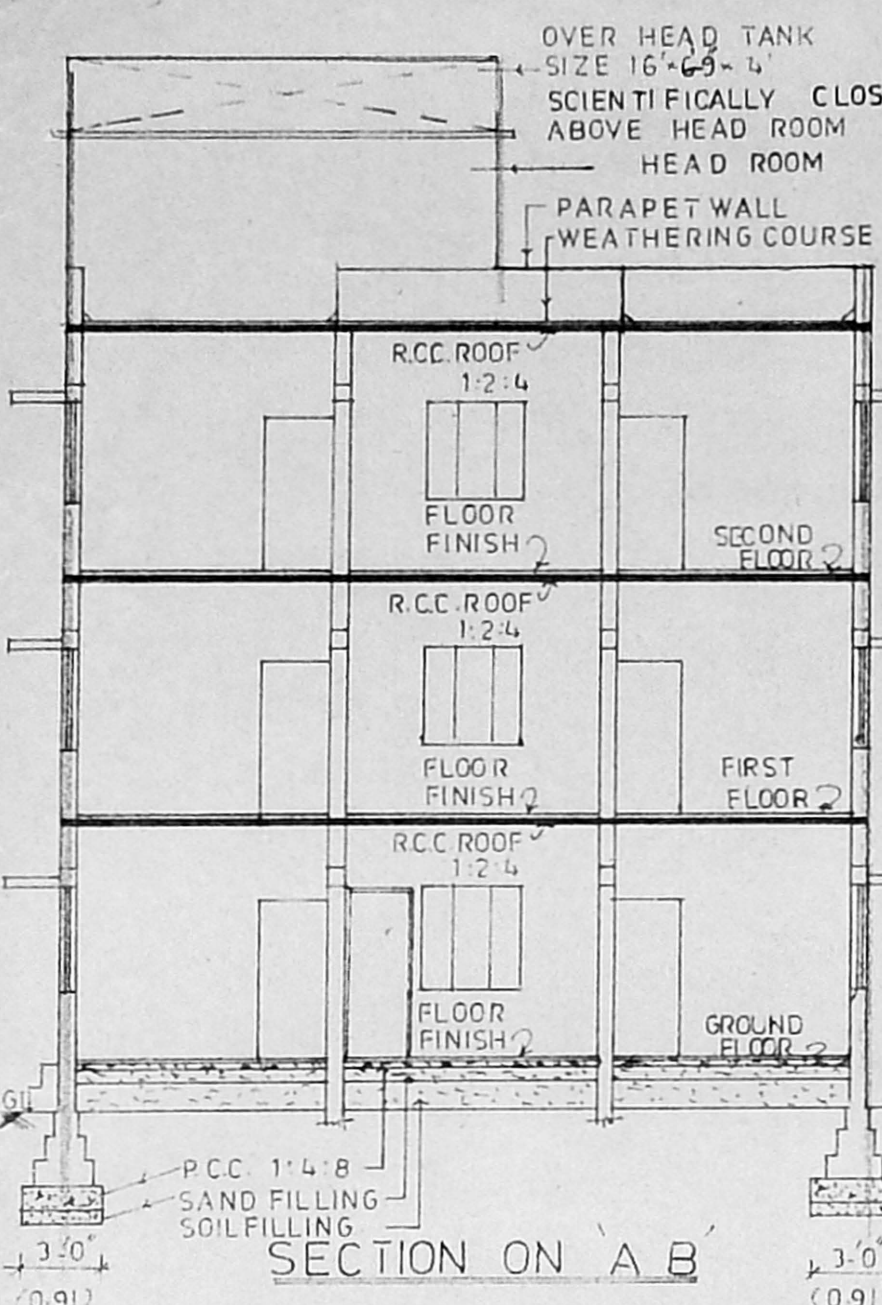 OVER HEAD TANK
SIZE 16'×6'9"×4'
SCIENTIFICALLY CLOS
ABOVE HEAD ROOM
HEAD ROOM
PARAPET WALL
WEATHERING COURSE
R.C.C. ROOF
1:2:4
FLOOR
FINISH
SECOND
FLOOR
R.C.C. ROOF
1:2:4
FLOOR
FINISH
FIRST
FLOOR
R.C.C. ROOF
1:2:4
FLOOR
FINISH
GROUND
FLOOR
P.C.C. 1:4:8
SAND FILLING
SOIL FILLING
SECTION ON 'A B'
3'-0"
(0.91)
3'-0"
(0.91